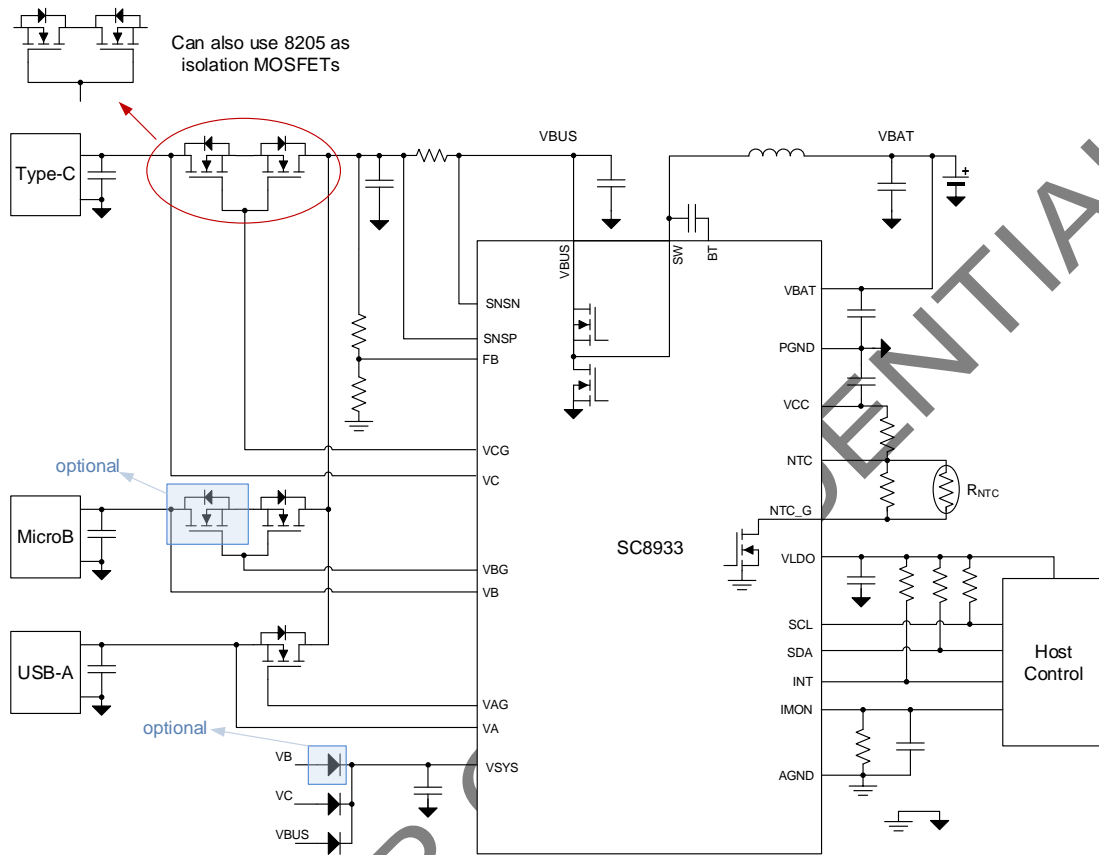 Can also use 8205 as
isolation MOSFETs
Type-C
VBUS
VBAT
VBUS
SW
BT
VBAT
SNSN
SNSP
PGND
FB
VCC
VCG
NTC
VC
optional
RNTC
NTC_G
MicroB
SC8933
VLDO
VBG
VB
SCL
SDA
Host
Control
USB-A
INT
VAG
IMON
VA
optional
VB
VSYS
AGND
VC
VBUS